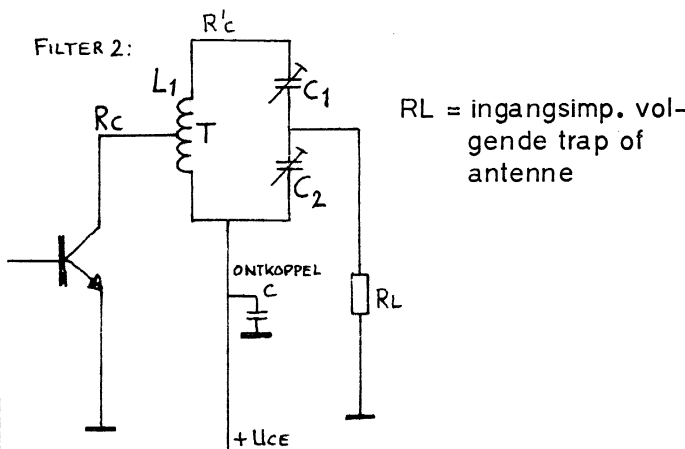 FILTER 2:
R'c
L1
C1
Rc
T
C2
RL = ingangsimp. vol-
gende trap of
antenne
ONTKOPPEL
C
RL
+UCE